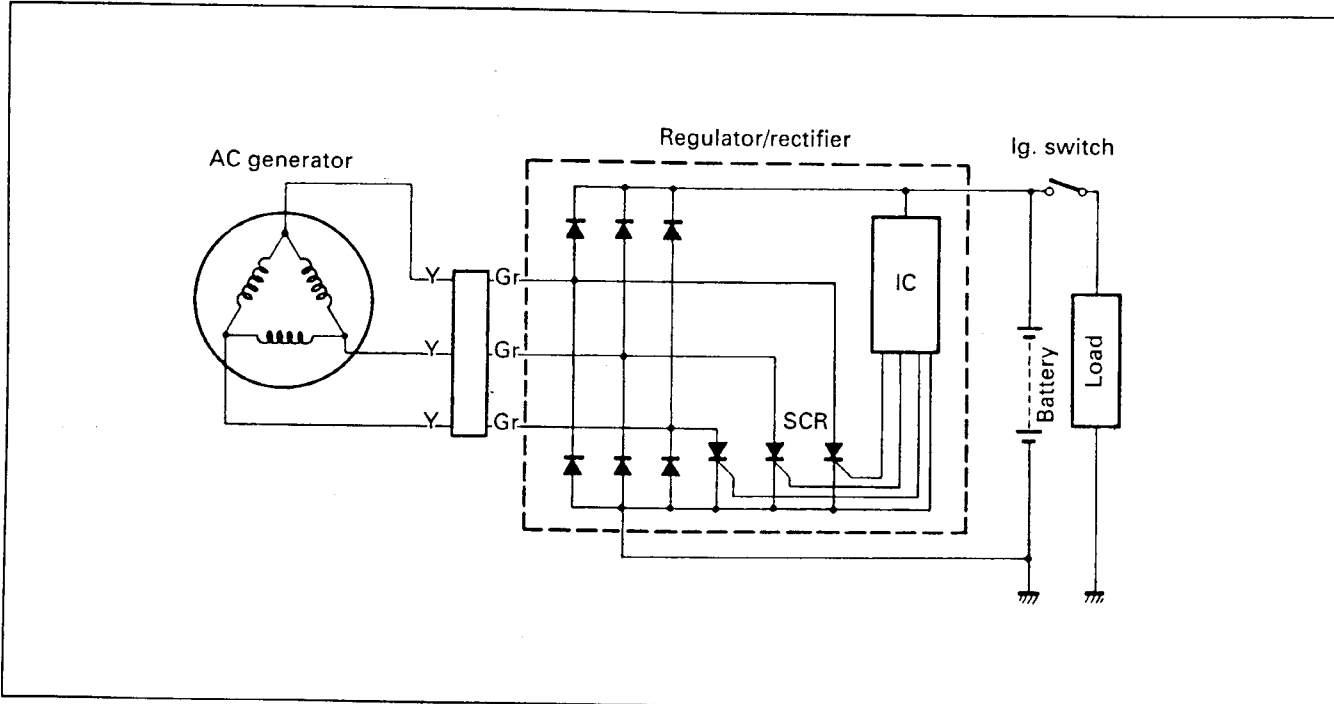 Regulator/rectifier
Ig. switch
AC generator
Y
Gr
IC
Y
Gr
Battery
Load
Y
Gr
SCR